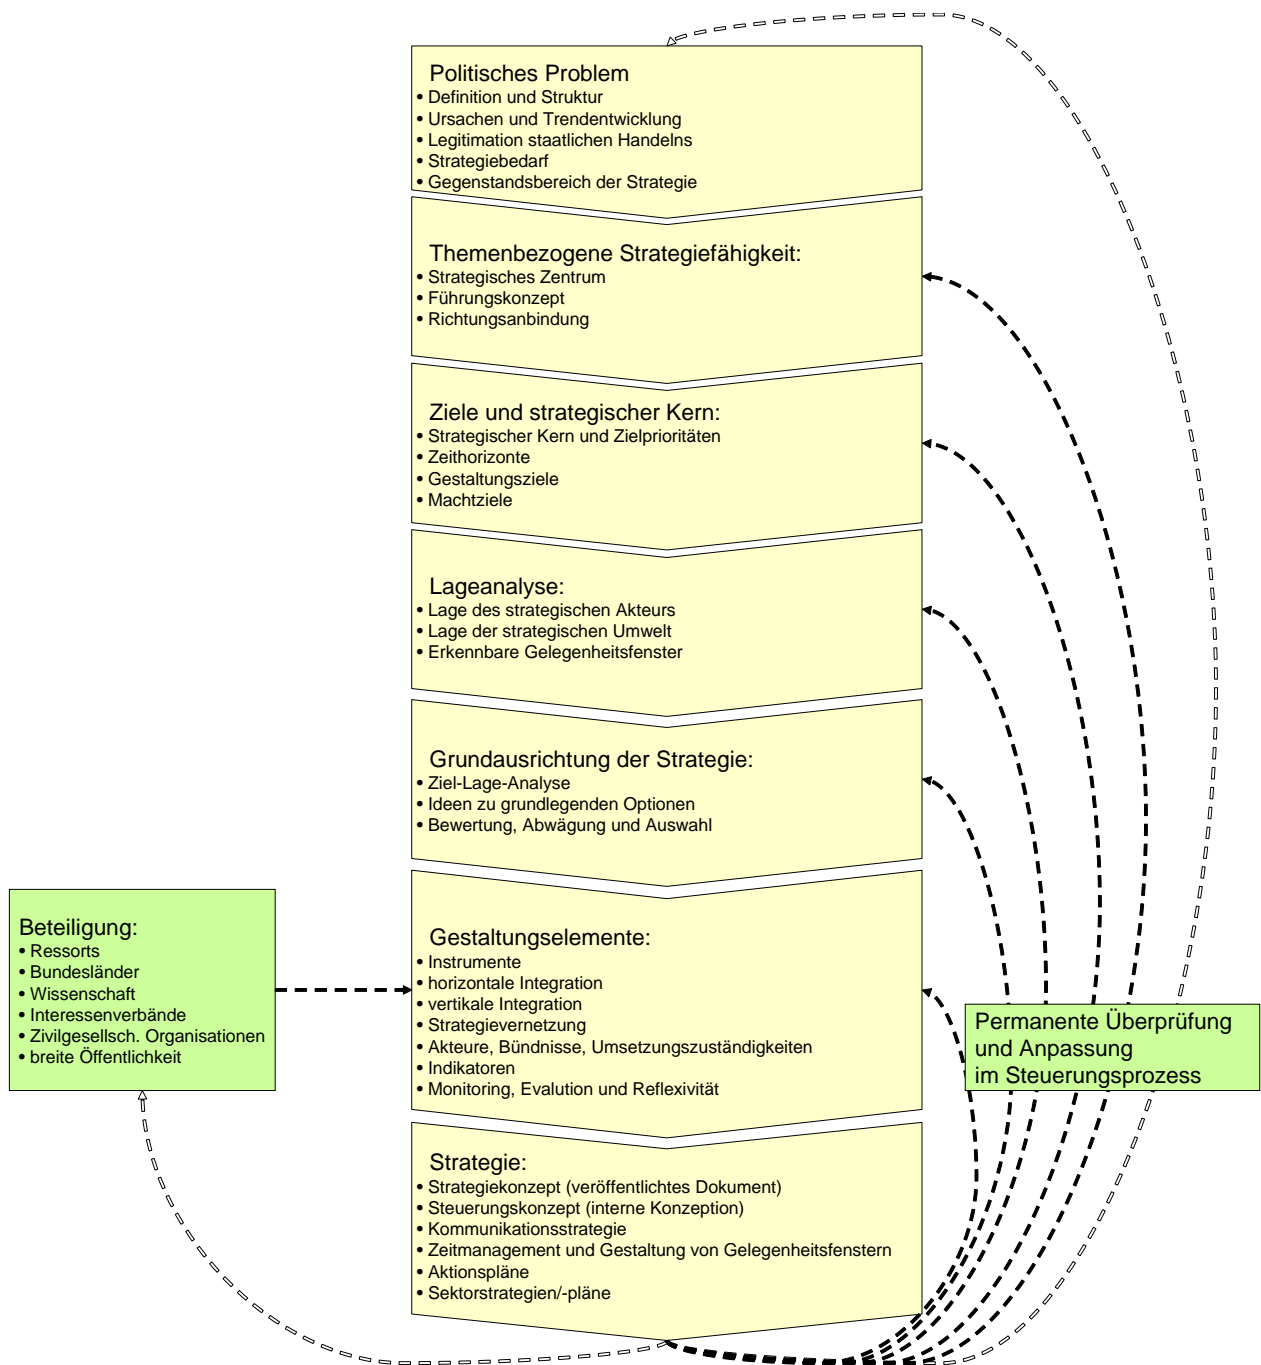 Politisches Problem
• Definition und Struktur
• Ursachen und Trendentwicklung
• Legitimation staatlichen Handelns
• Strategiebedarf
• Gegenstandsbereich der Strategie
Themenbezogene Strategiefähigkeit:
• Strategisches Zentrum
• Führungskonzept
• Richtungsanbindung
Ziele und strategischer Kern:
• Strategischer Kern und Zielprioritäten
• Zeithorizonte
• Gestaltungsziele
• Machtziele
Lageanalyse:
• Lage des strategischen Akteurs
• Lage der strategischen Umwelt
• Erkennbare Gelegenheitsfenster
Grundausrichtung der Strategie:
• Ziel-Lage-Analyse
• Ideen zu grundlegenden Optionen
• Bewertung, Abwägung und Auswahl
Beteiligung:
• Ressorts
• Bundesländer
• Wissenschaft
• Interessenverbände
• Zivilgesellsch. Organisationen
• breite Öffentlichkeit
Gestaltungselemente:
• Instrumente
• horizontale Integration
• vertikale Integration
• Strategievernetzung
• Akteure, Bündnisse, Umsetzungszuständigkeiten
• Indikatoren
• Monitoring, Evalution und Reflexivität
Permanente Überprüfung
und Anpassung
im Steuerungsprozess
Strategie:
• Strategiekonzept (veröffentlichtes Dokument)
• Steuerungskonzept (interne Konzeption)
• Kommunikationsstrategie
• Zeitmanagement und Gestaltung von Gelegenheitsfenstern
• Aktionspläne
• Sektorstrategien/-pläne